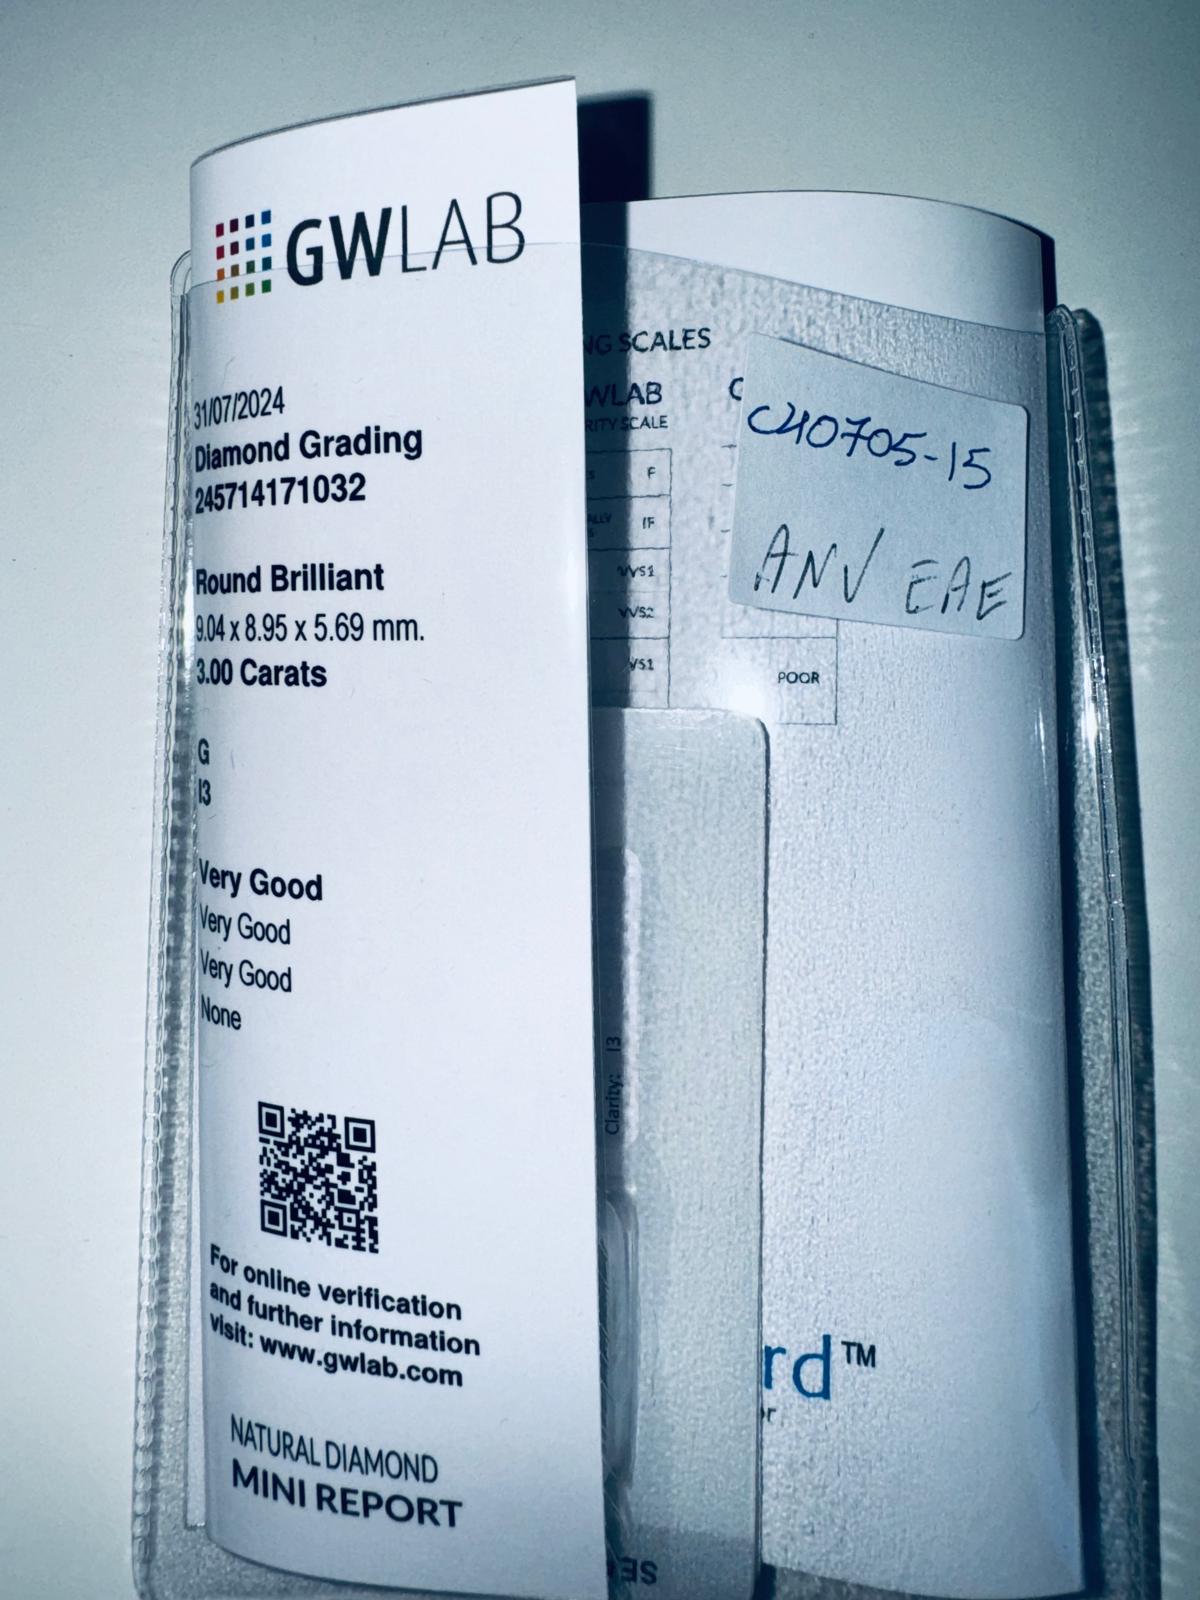 GWLAB
31/07/2024
Diamond Grading
245714171032
Round Brilliant
9.04 x 8.95 x 5.69 mm.
3.00 Carats
G
I3
Very Good
Very Good
Very Good
None
For online verification
and further information
visit: www.gwlab.com
NATURAL DIAMOND
MINI REPORT
SCALES
WLAB
SCALE
F
IF
VVS1
VVS2
VS1
POOR
C40705-15
ANV EAE
Clarity: I3
rd™